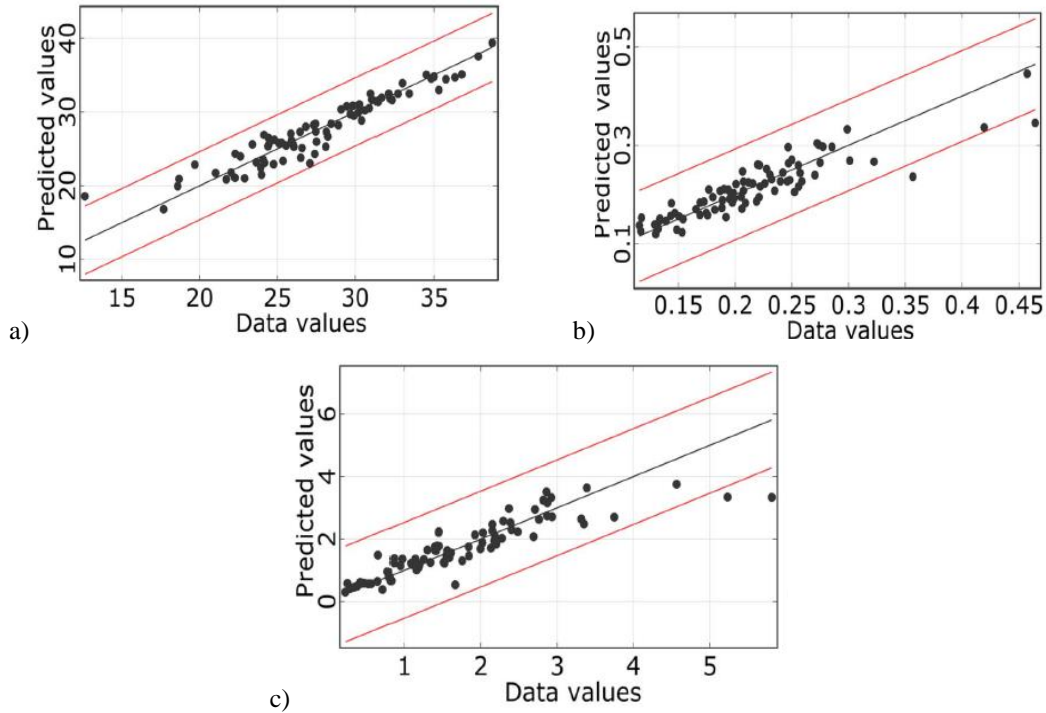 40
30
20
10
Predicted values
15 20 25 30 35
Data values
a)
0.5
0.3
0.1
Predicted values
0.15 0.2 0.25 0.3 0.35 0.4 0.45
Data values
b)
6
4
2
0
Predicted values
1 2 3 4 5
Data values
c)